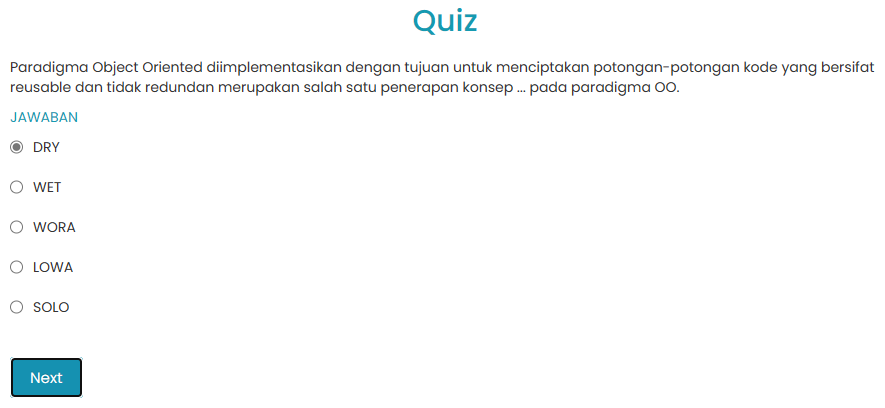 Quiz
Paradigma Object Oriented diimplementasikan dengan tujuan untuk menciptakan potongan-potongan kode yang bersifat
reusable dan tidak redundan merupakan salah satu penerapan konsep ... pada paradigma OO.
JAWABAN
DRY
WET
WORA
LOWA
SOLO
Next